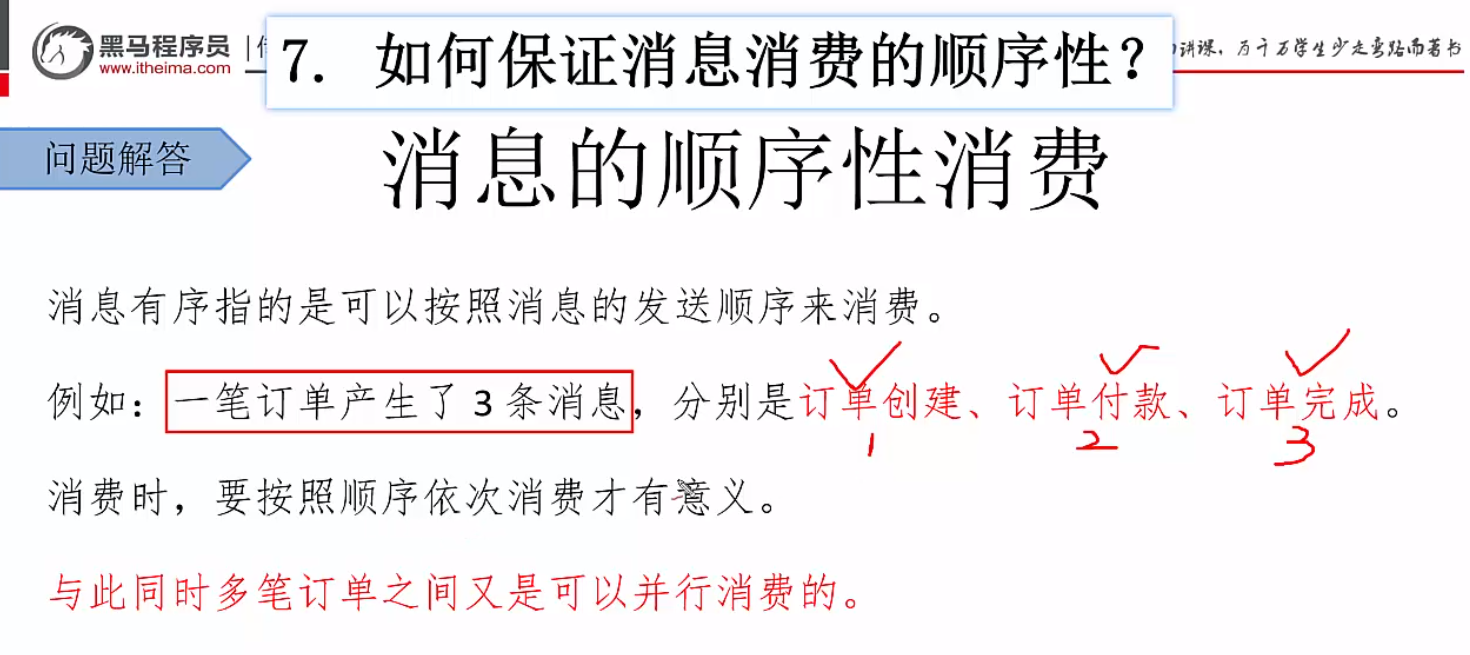 黑马程序员
www.itheima.com
7. 如何保证消息消费的顺序性？
讲课，为千万学生少走弯路而著书
问题解答
消息的顺序性消费
消息有序指的是可以按照消息的发送顺序来消费。
例如：一笔订单产生了 3 条消息，分别是订单创建、订单付款、订单完成。
1 2 3
消费时，要按照顺序依次消费才有意义。
与此同时多笔订单之间又是可以并行消费的。